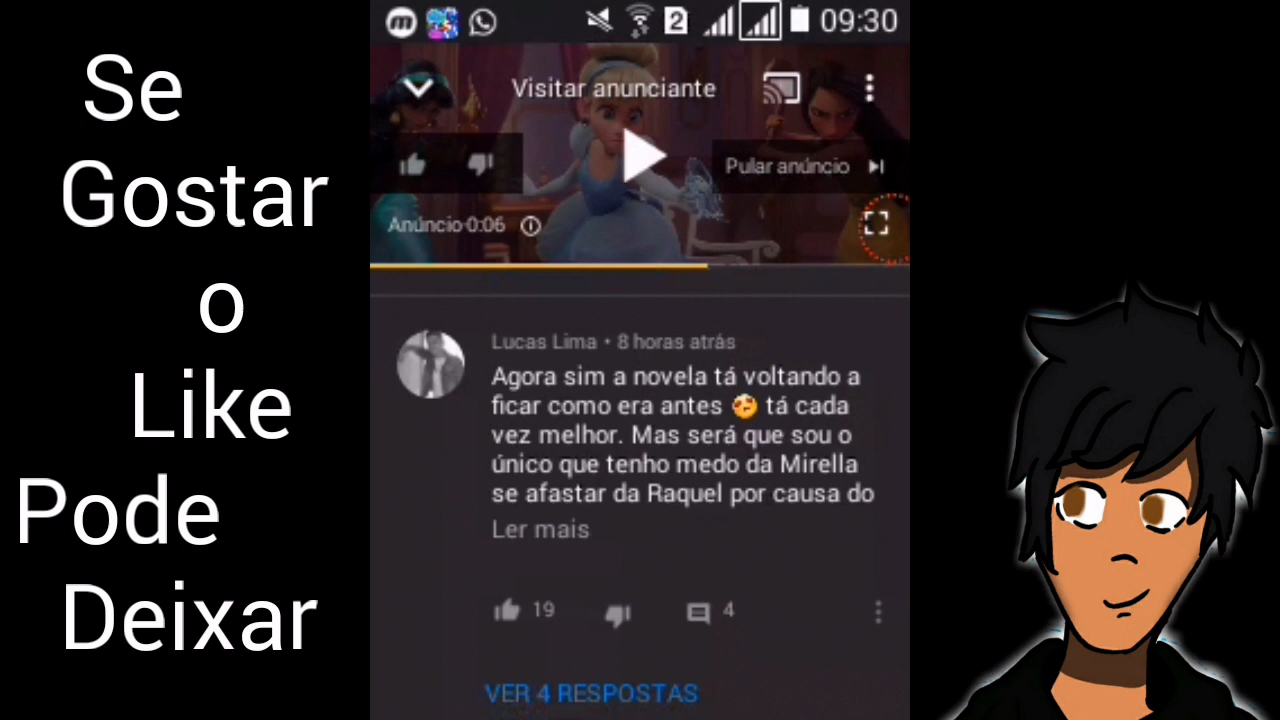 Se
Gostar
o
Like
Pode
Deixar
2 09:30
Visitar anunciante
Pular anúncio
Anúncio·0:06
Lucas Lima • 8 horas atrás
Agora sim a novela tá voltando a
ficar como era antes 😍 tá cada
vez melhor. Mas será que sou o
único que tenho medo da Mirella
se afastar da Raquel por causa do
Ler mais
19 4
VER 4 RESPOSTAS